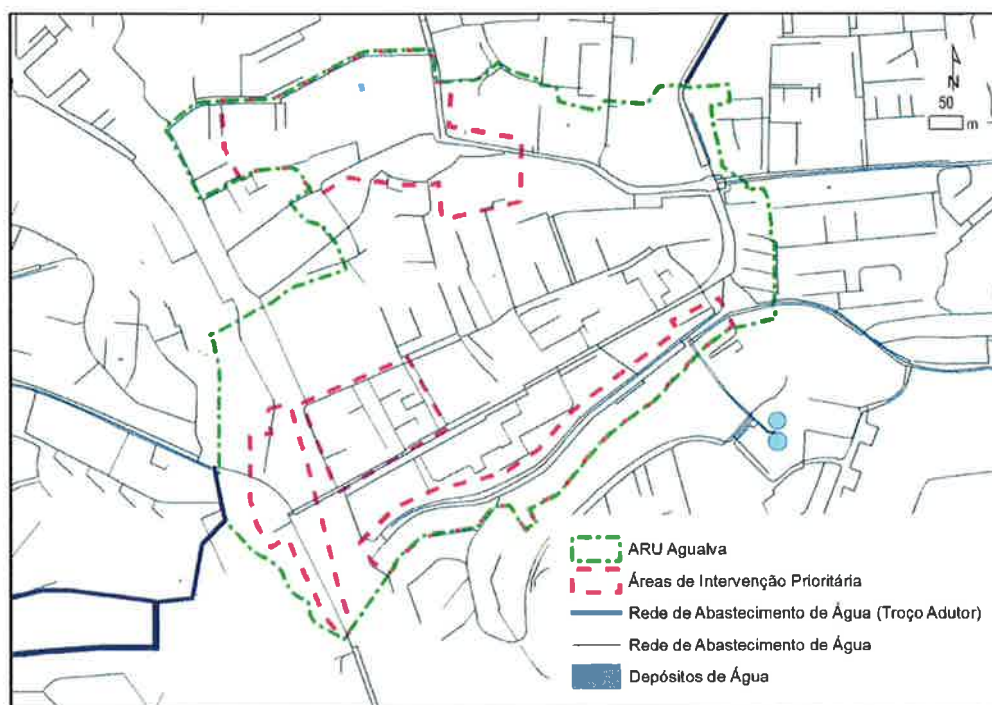 N
50
m
ARU Agualva
Áreas de Intervenção Prioritária
Rede de Abastecimento de Água (Troço Adutor)
Rede de Abastecimento de Água
Depósitos de Água